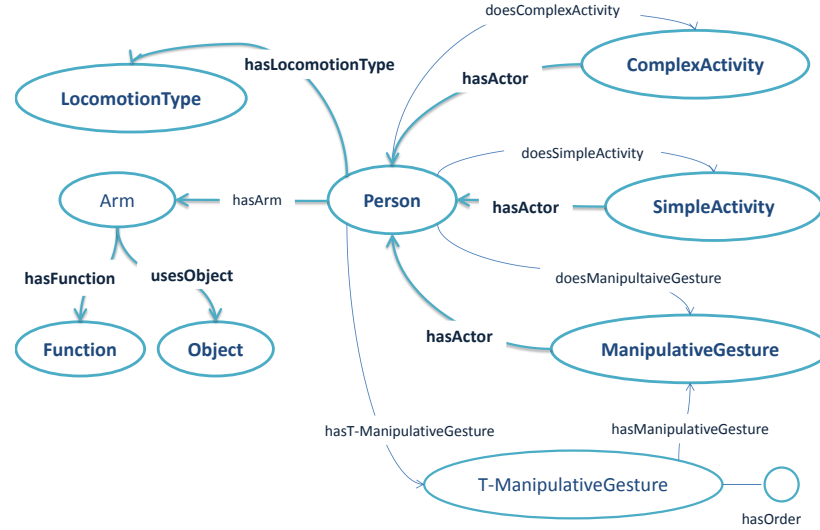 doesComplexActivity
hasLocomotionType
ComplexActivity
hasActor
LocomotionType
doesSimpleActivity
Arm
hasArm
Person
hasActor
SimpleActivity
hasFunction
usesObject
doesManipultaiveGesture
hasActor
Function
Object
ManipulativeGesture
hasT-ManipulativeGesture
hasManipulativeGesture
T-ManipulativeGesture
hasOrder